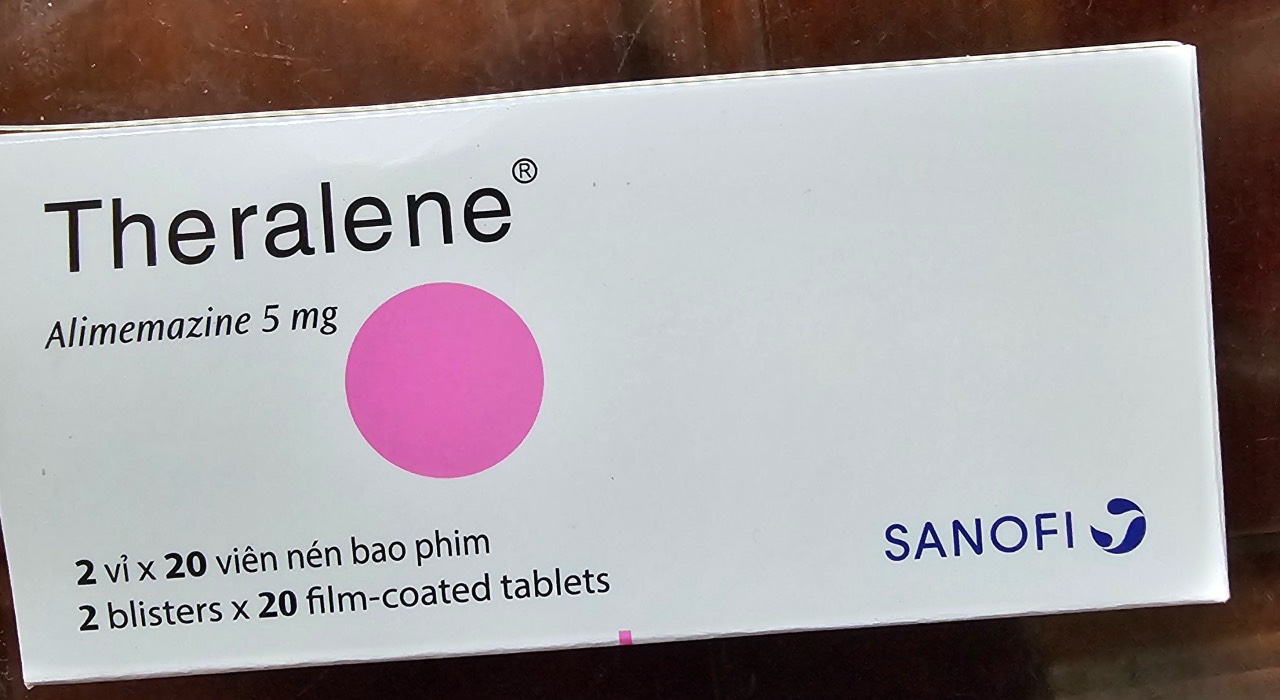 Theralene®
Alimemazine 5 mg
2 vỉ x 20 viên nén bao phim
2 blisters x 20 film-coated tablets
SANOFI